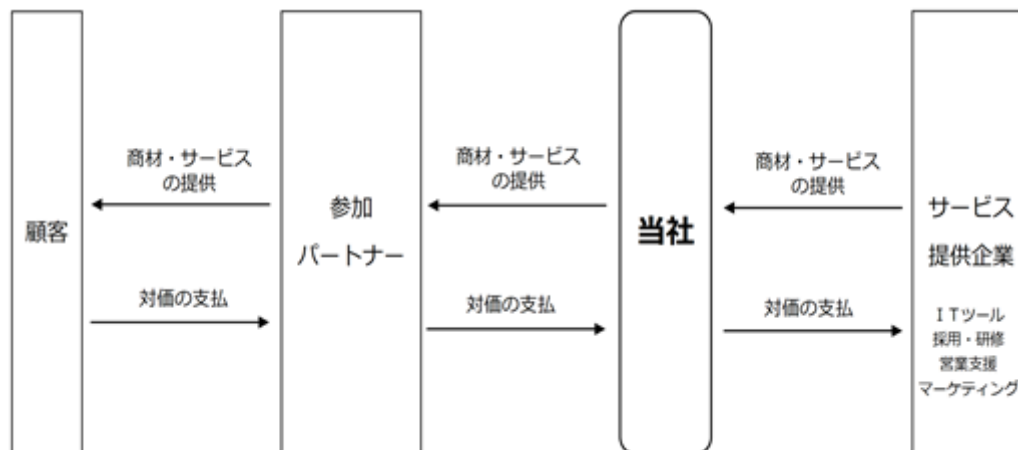 顧客
商材・サービス
の提供
対価の支払
参加
パートナー
商材・サービス
の提供
対価の支払
当社
商材・サービス
の提供
対価の支払
サービス
提供企業
ＩＴツール
採用・研修
営業支援
マーケティング